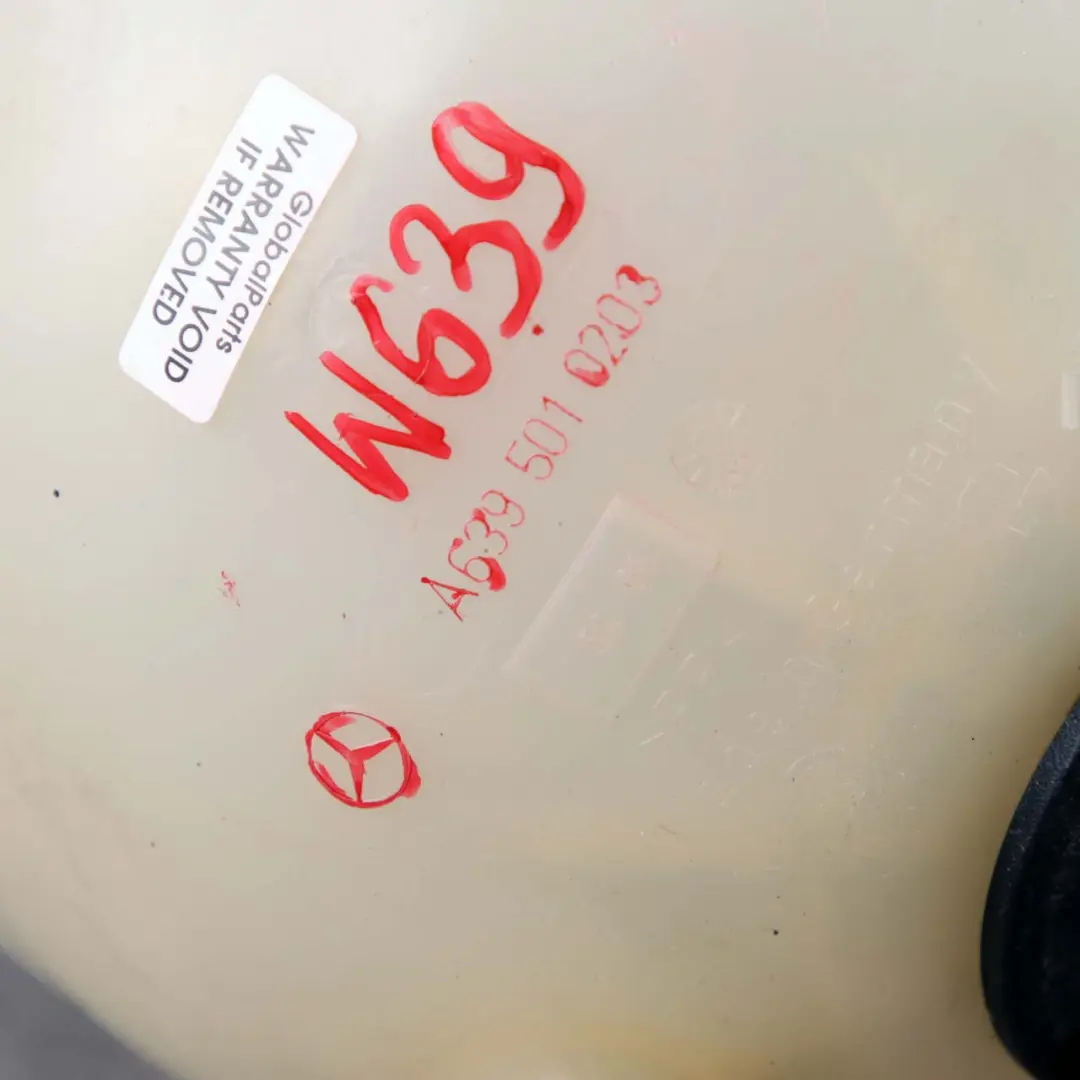 GlobalParts
WARRANTY VOID
IF REMOVED
W639
A639 501 0203